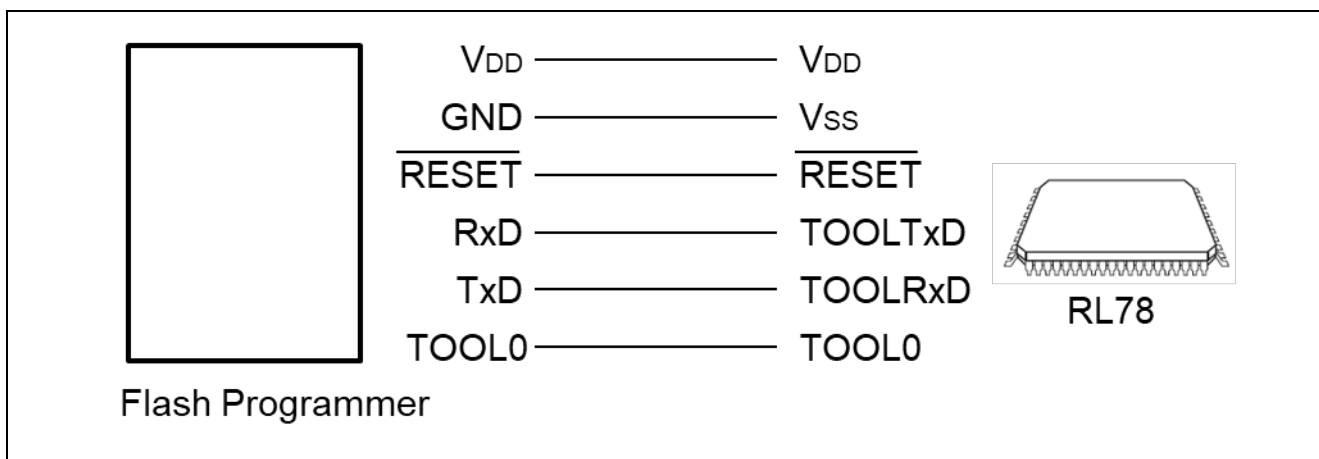 VDD VDD
GND VSS
RESET RESET
RxD TOOLTxD
TxD TOOLRxD
RL78
TOOL0 TOOL0
Flash Programmer